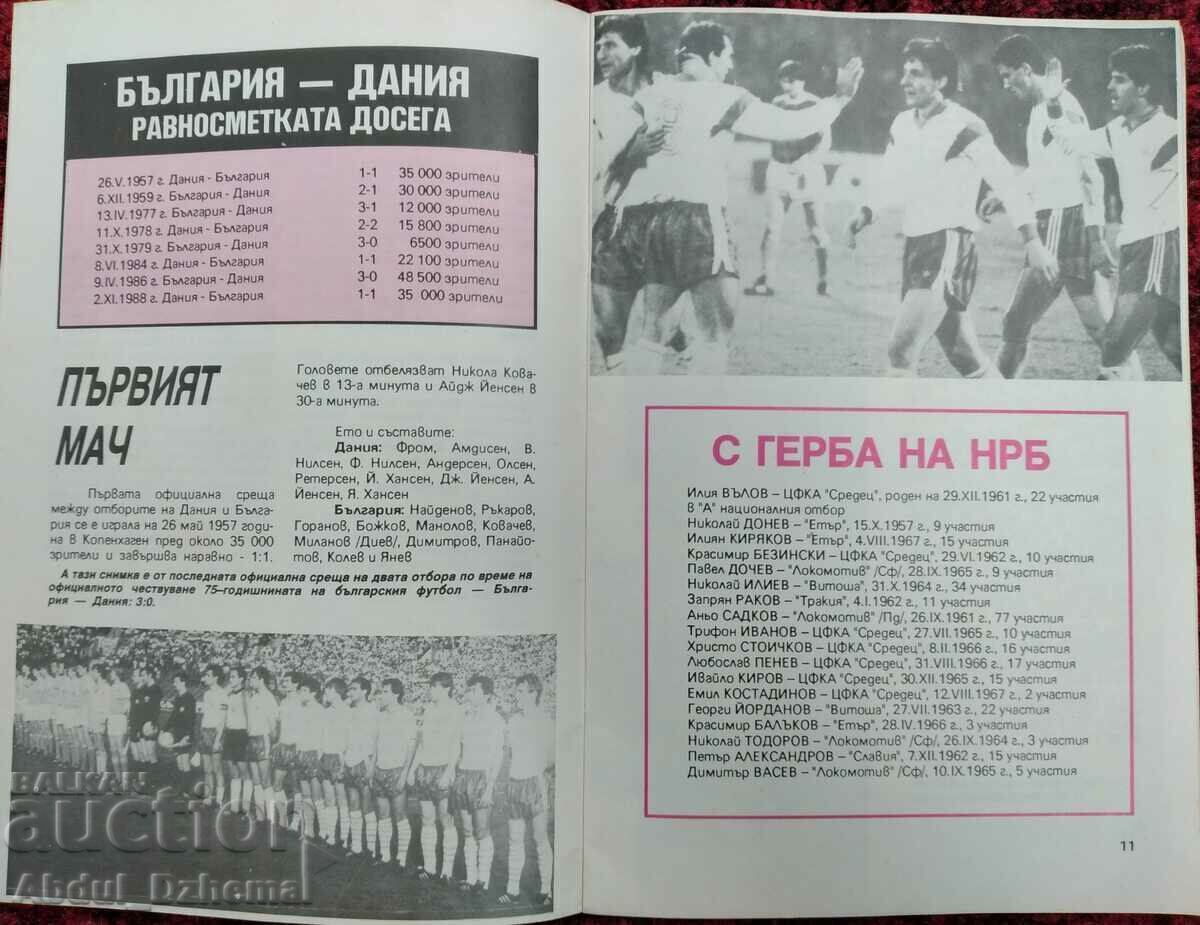 БЪЛГАРИЯ — ДАНИЯ
РАВНОСМЕТКАТА ДОСЕГА
26.V.1957 г. Дания - България 1-1 35 000 зрители
6.XII.1959 г. България - Дания 2-1 30 000 зрители
13.IV.1977 г. България - Дания 3-1 12 000 зрители
11.X.1978 г. Дания - България 2-2 15 800 зрители
31.X.1979 г. България - Дания 3-0 6500 зрители
8.VI.1984 г. Дания - България 1-1 22 100 зрители
9.IV.1986 г. България - Дания 3-0 48 500 зрители
2.XI.1988 г. Дания - България 1-1 35 000 зрители
ПЪРВИЯТ
МАЧ
Първата официална среща
между отборите на Дания и Бълга-
рия се е играла на 26 май 1957 годи-
на в Копенхаген пред около 35 000
зрители и завършва наравно - 1:1.
Головете отбелязват Никола Кова-
чев в 13-а минута и Айдж Йенсен в
30-а минута.
Ето и съставите:
Дания: Фром, Амдисен, В.
Нилсен, Ф. Нилсен, Андерсен, Олсен,
Ретерсен, Й. Хансен, Дж. Йенсен, А.
Йенсен, Я. Хансен
България: Найденов, Ръкаров,
Горанов, Божков, Манолов, Ковачев,
Миланов /Диев/, Димитров, Панайо-
тов, Колев и Янев
А тази снимка е от последната официална среща на двата отбора по време на
официалното чествуване 75-годишнината на българския футбол — Бълга-
рия — Дания: 3:0.
С ГЕРБА НА НРБ
Илия ВЪЛОВ – ЦФКА "Средец", роден на 29.XII.1961 г., 22 участия
в "А" националния отбор
Николай ДОНЕВ – "Етър", 15.X.1957 г., 9 участия
Илиян КИРЯКОВ – "Етър", 4.VIII.1967 г., 15 участия
Красимир БЕЗИНСКИ – ЦФКА "Средец", 29.VI.1962 г., 10 участия
Павел ДОЧЕВ – "Локомотив" /Сф/, 28.IX.1965 г., 9 участия
Николай ИЛИЕВ – "Витоша", 31.X.1964 г., 34 участия
Запрян РАКОВ – "Тракия", 4.I.1962 г., 11 участия
Аньо САДКОВ – "Локомотив" /Пд/, 26.IX.1961 г., 77 участия
Трифон ИВАНОВ – ЦФКА "Средец", 27.VII.1965 г., 10 участия
Христо СТОИЧКОВ – ЦФКА "Средец", 8.II.1966 г., 16 участия
Любослав ПЕНЕВ – ЦФКА "Средец", 31.VIII.1966 г., 17 участия
Ивайло КИРОВ – ЦФКА "Средец", 30.XII.1965 г., 15 участия
Емил КОСТАДИНОВ – ЦФКА "Средец", 12.VIII.1967 г., 2 участия
Георги ЙОРДАНОВ – "Витоша", 27.VII.1963 г., 22 участия
Красимир БАЛЪКОВ – "Етър", 28.IV.1966 г., 3 участия
Николай ТОДОРОВ – "Локомотив" /Сф/, 26.IX.1964 г., 3 участия
Петър АЛЕКСАНДРОВ – "Славия", 7.XII.1962 г., 15 участия
Димитър ВАСЕВ – "Локомотив" /Сф/, 10.IX.1965 г., 5 участия
11
BALKAN
auction
Abdul_Dzhemal